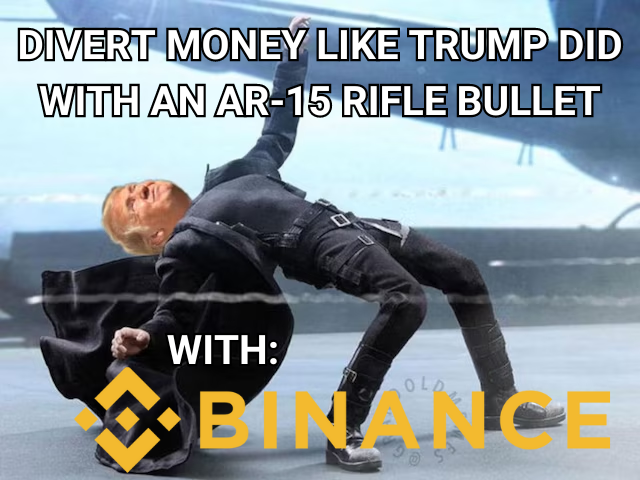 DIVERT MONEY LIKE TRUMP DID
WITH AN AR-15 RIFLE BULLET
WITH:
BINANCE